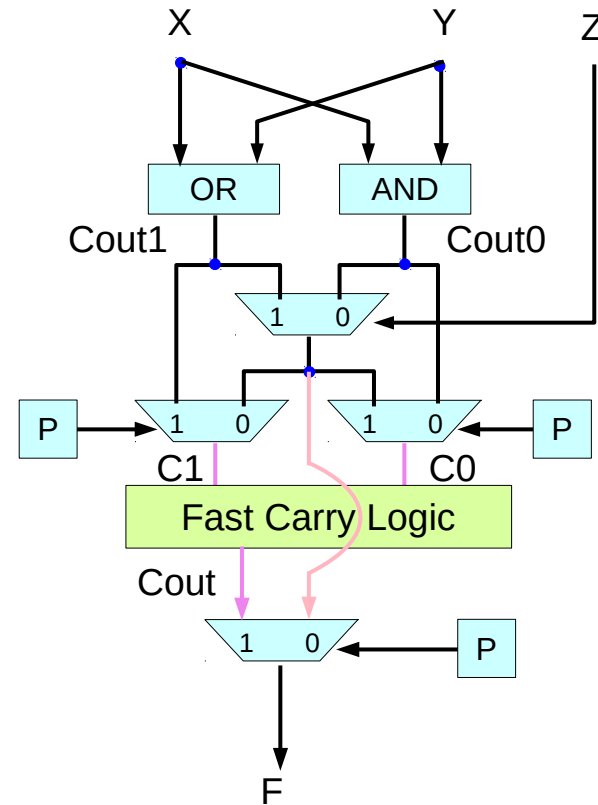 X Y Z
OR AND
Cout1 Cout0
1 0
P 1 0 1 0 P
C1 C0
Fast Carry Logic
Cout
1 0
P
F